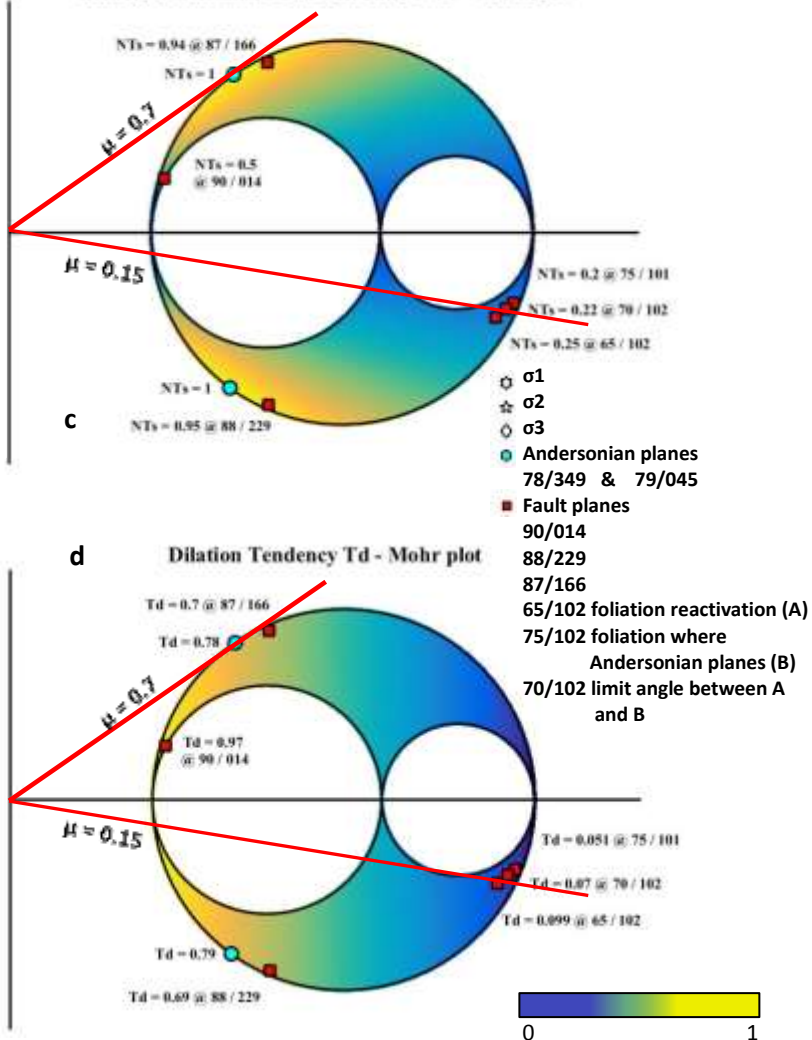 NTs = 0.94 @ 87 / 166
NTs = 1
μ = 0.7
NTs = 0.5
@ 90 / 014
μ = 0.15
NTs = 0.2 @ 75 / 101
NTs = 0.22 @ 70 / 102
NTs = 0.25 @ 65 / 102
NTs = 1
NTs = 0.95 @ 88 / 229
c
σ1
σ2
σ3
Andersonian planes
78/349 & 79/045
Fault planes
90/014
88/229
87/166
65/102 foliation reactivation (A)
75/102 foliation where
Andersonian planes (B)
70/102 limit angle between A
and B
d
Dilation Tendency Td - Mohr plot
Td = 0.7 @ 87 / 166
Td = 0.78
μ = 0.7
Td = 0.97
@ 90 / 014
μ = 0.15
Td = 0.051 @ 75 / 101
Td = 0.07 @ 70 / 102
Td = 0.099 @ 65 / 102
Td = 0.79
Td = 0.69 @ 88 / 229
0 1